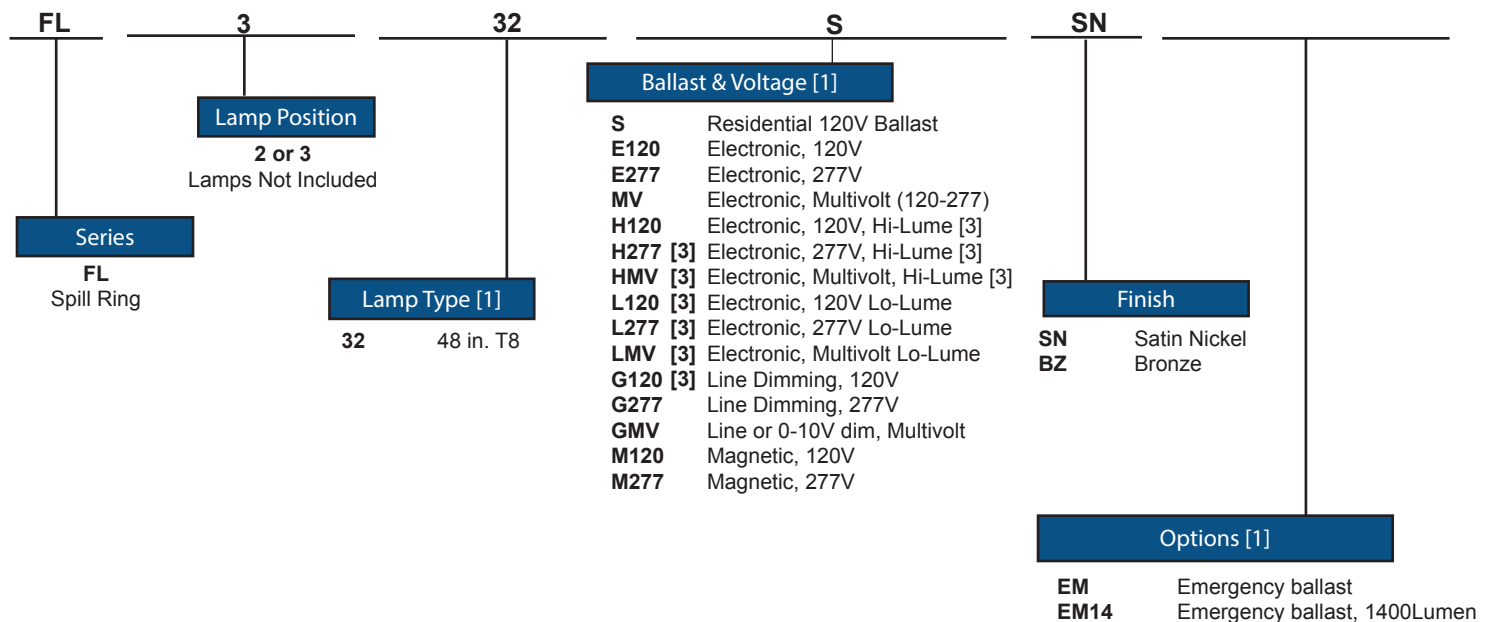 FL 3 32 S SN
Ballast & Voltage [1]
S Residential 120V Ballast
E120 Electronic, 120V
E277 Electronic, 277V
MV Electronic, Multivolt (120-277)
H120 Electronic, 120V, Hi-Lume [3]
H277 [3] Electronic, 277V, Hi-Lume [3]
HMV [3] Electronic, Multivolt, Hi-Lume [3]
L120 [3] Electronic, 120V Lo-Lume
L277 [3] Electronic, 277V Lo-Lume
LMV [3] Electronic, Multivolt Lo-Lume
G120 [3] Line Dimming, 120V
G277 Line Dimming, 277V
GMV Line or 0-10V dim, Multivolt
M120 Magnetic, 120V
M277 Magnetic, 277V
Lamp Position
2 or 3
Lamps Not Included
Series
FL
Spill Ring
Lamp Type [1]
32 48 in. T8
Finish
SN Satin Nickel
BZ Bronze
Options [1]
EM Emergency ballast
EM14 Emergency ballast, 1400Lumen